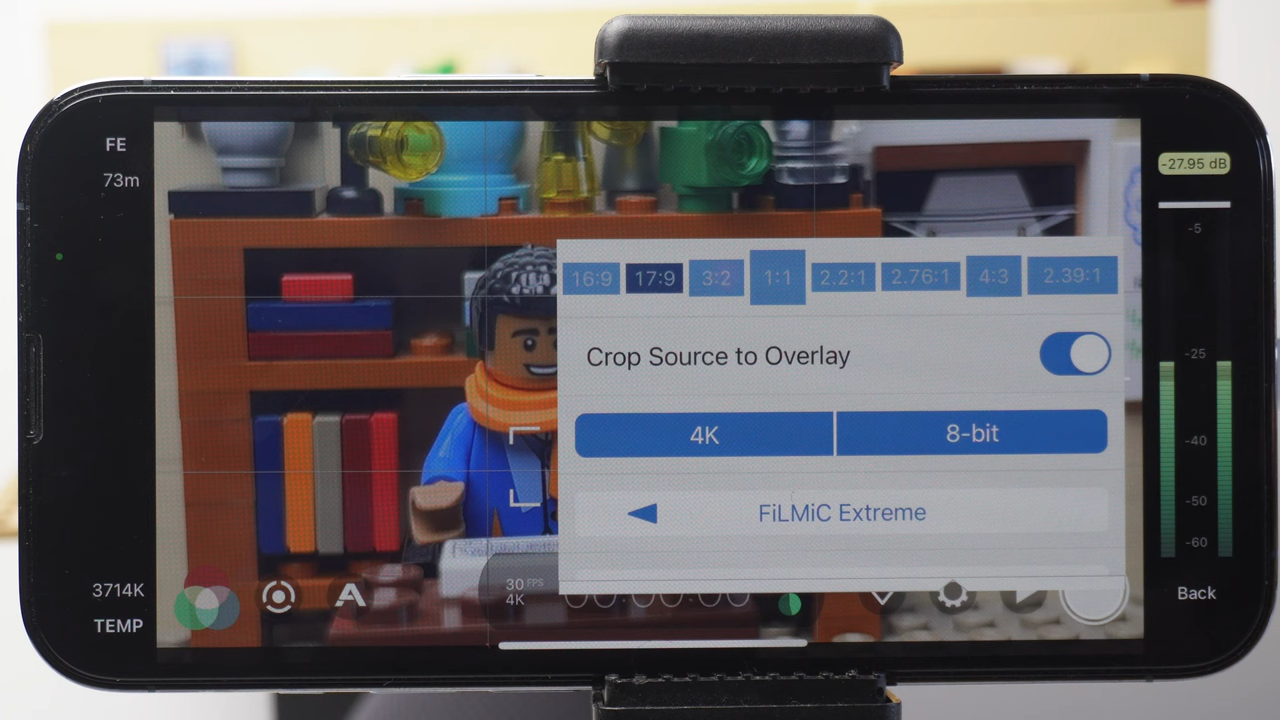 FE
73m
-27.95 dB
-5
16:9 17:9 3:2 1:1 2.2:1 2.76:1 4:3 2.39:1
Crop Source to Overlay
-25
4K 8-bit
-40
-50
FiLMiC Extreme
-60
3714K
TEMP
A
30 FPS
4K
Back